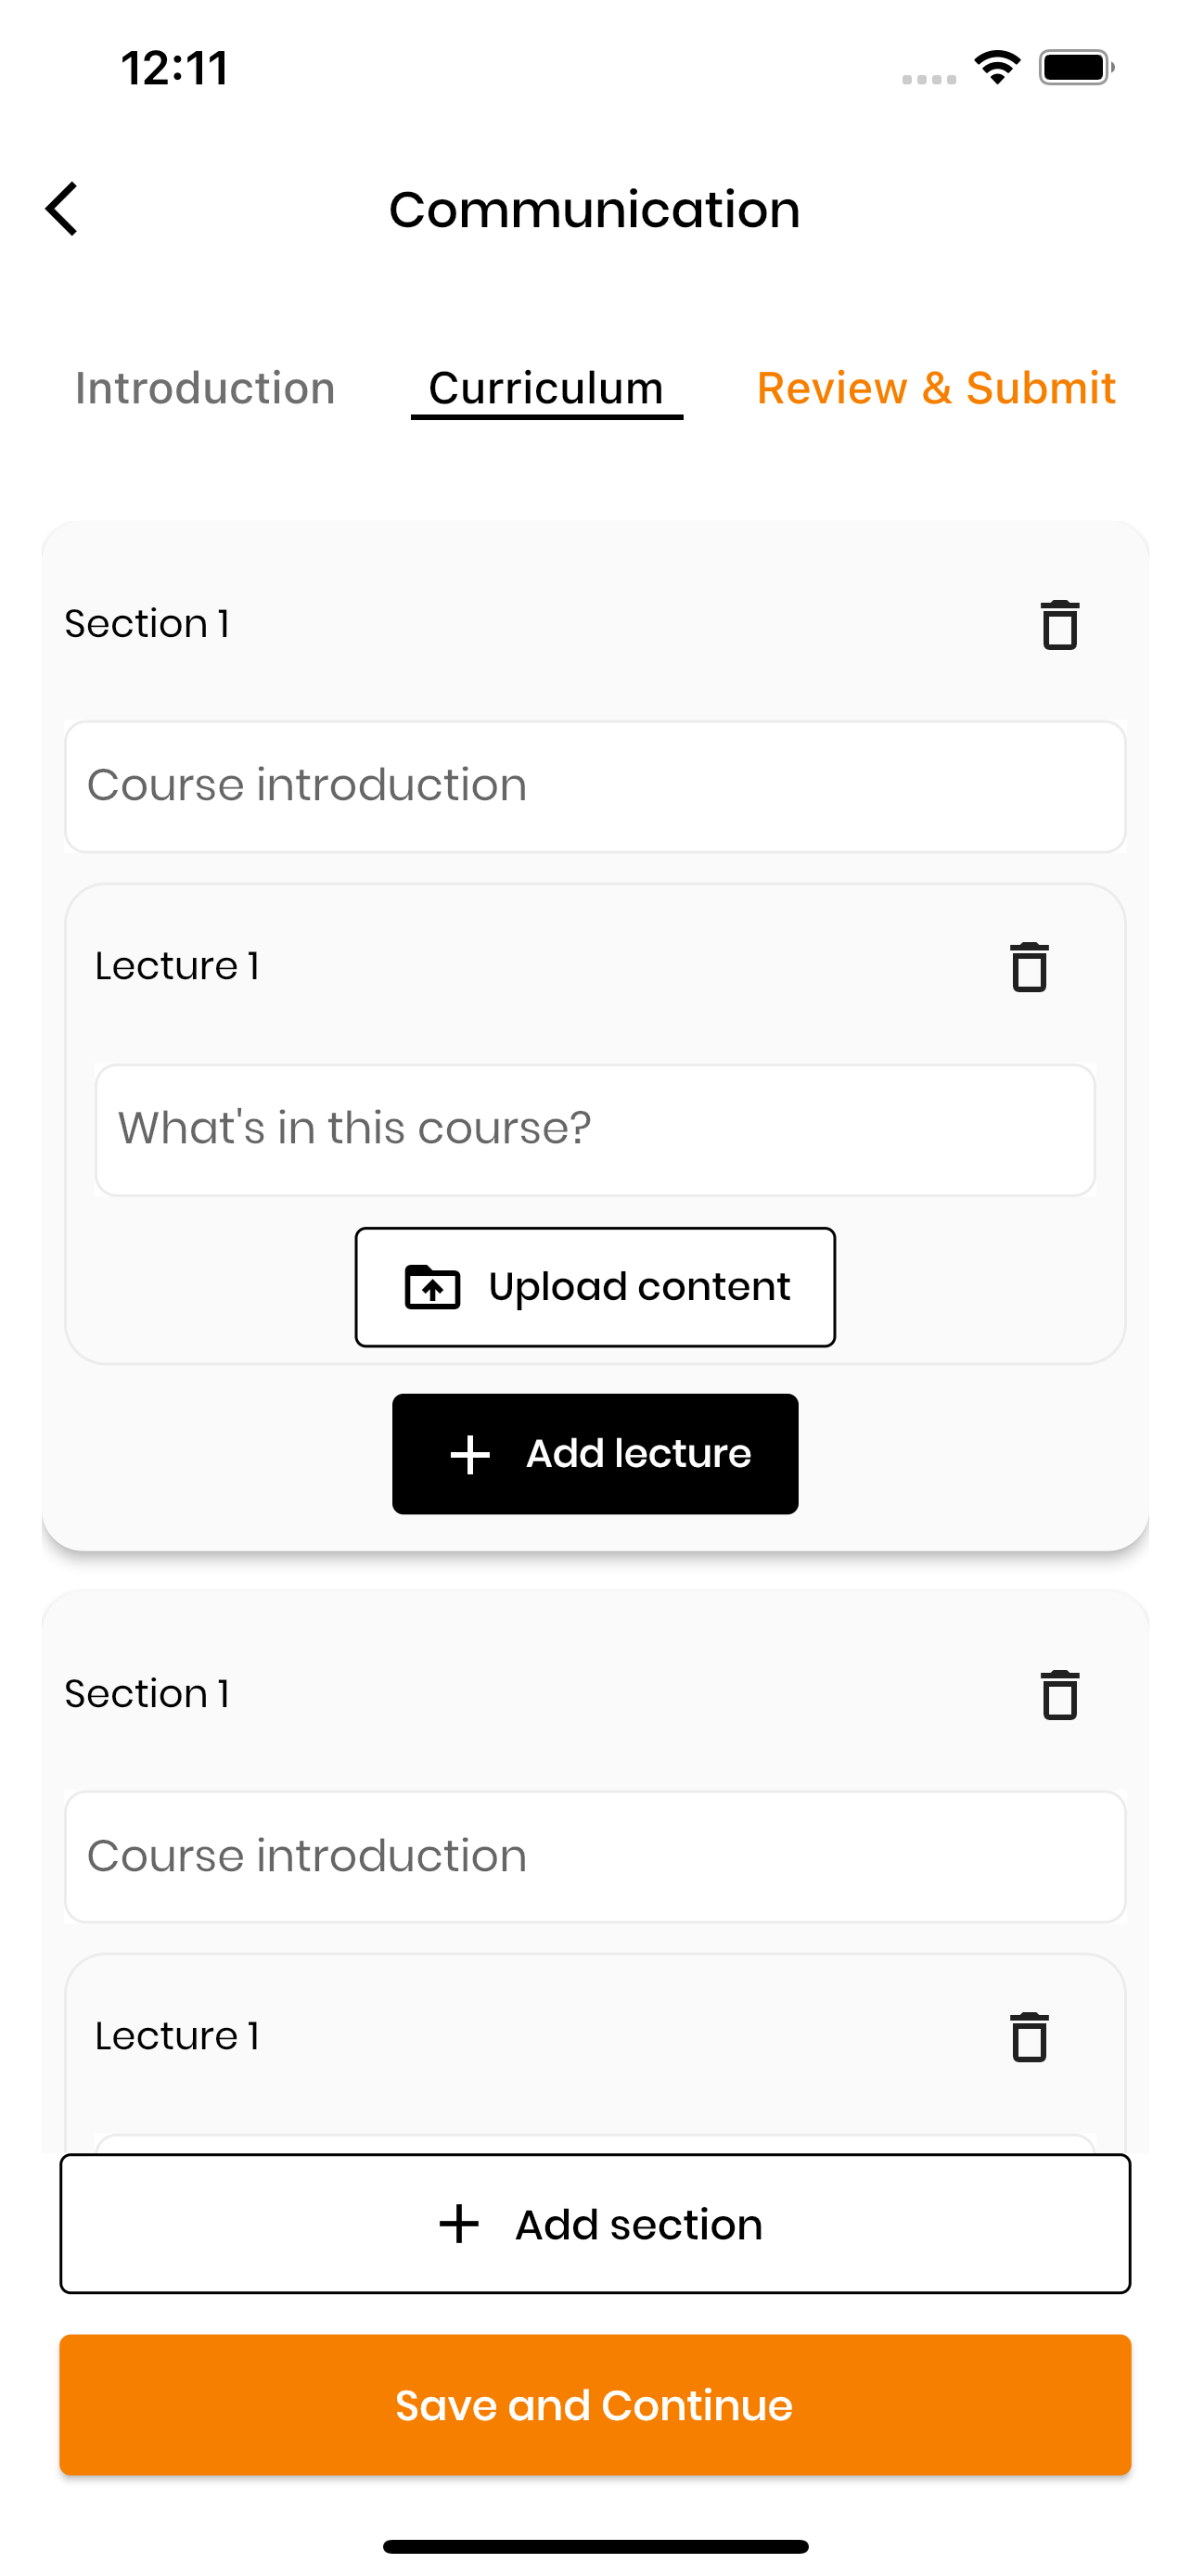 12:11
Communication
Introduction Curriculum Review & Submit
Section 1
Course introduction
Lecture 1
What's in this course?
Upload content
Add lecture
Section 1
Course introduction
Lecture 1
Add section
Save and Continue